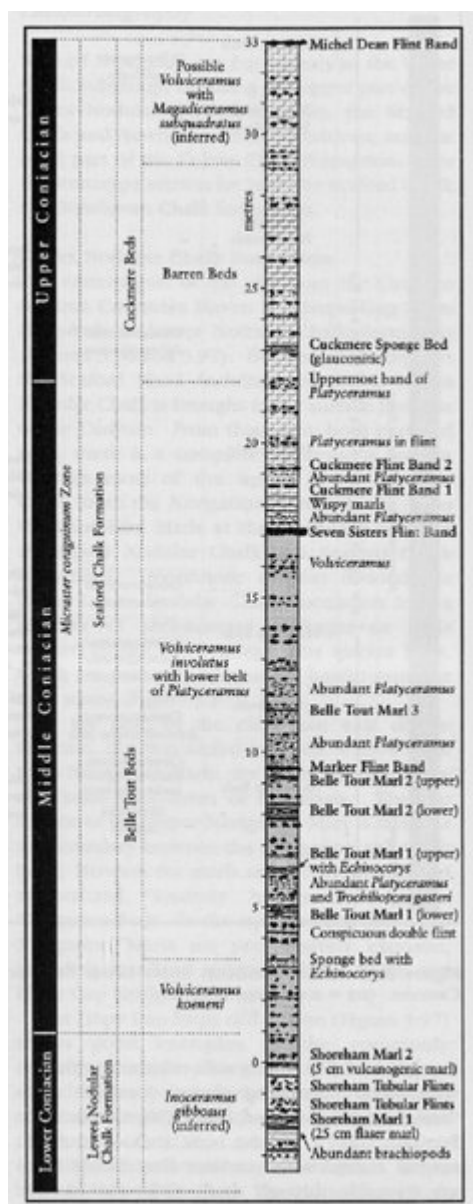 Upper Coniacian
Middle Coniacian
Lower Coniacian
Micraster coranguinum Zone
Seaford Chalk Formation
Lewes Nodular
Chalk Formation
Cuckmere Beds
Belle Tout Beds
Possible
Volviceramus
with
Magadiceramus
subquadratus
(inferred)
Barren Beds
Volviceramus
involutus
with lower belt
of Platyceramus
Volviceramus
koeneni
Inoceramus
gibbosus
(inferred)
33
30
metres
25
20
15
10
5
0
Michel Dean Flint Band
Cuckmere Sponge Bed
(glauconitic)
Uppermost band of
Platyceramus
Platyceramus in flint
Cuckmere Flint Band 2
Abundant Platyceramus
Cuckmere Flint Band 1
Wispy marls
Abundant Platyceramus
Seven Sisters Flint Band
Volviceramus
Abundant Platyceramus
Belle Tout Marl 3
Abundant Platyceramus
Marker Flint Band
Belle Tout Marl 2 (upper)
Belle Tout Marl 2 (lower)
Belle Tout Marl 1 (upper)
with Echinocorys
Abundant Platyceramus
and Trochiliopora gasteri
Belle Tout Marl 1 (lower)
Conspicuous double flint
Sponge bed with
Echinocorys
Shoreham Marl 2
(5 cm vulcanogenic marl)
Shoreham Tubular Flints
Shoreham Tubular Flints
Shoreham Marl 1
(25 cm flaser marl)
Abundant brachiopods